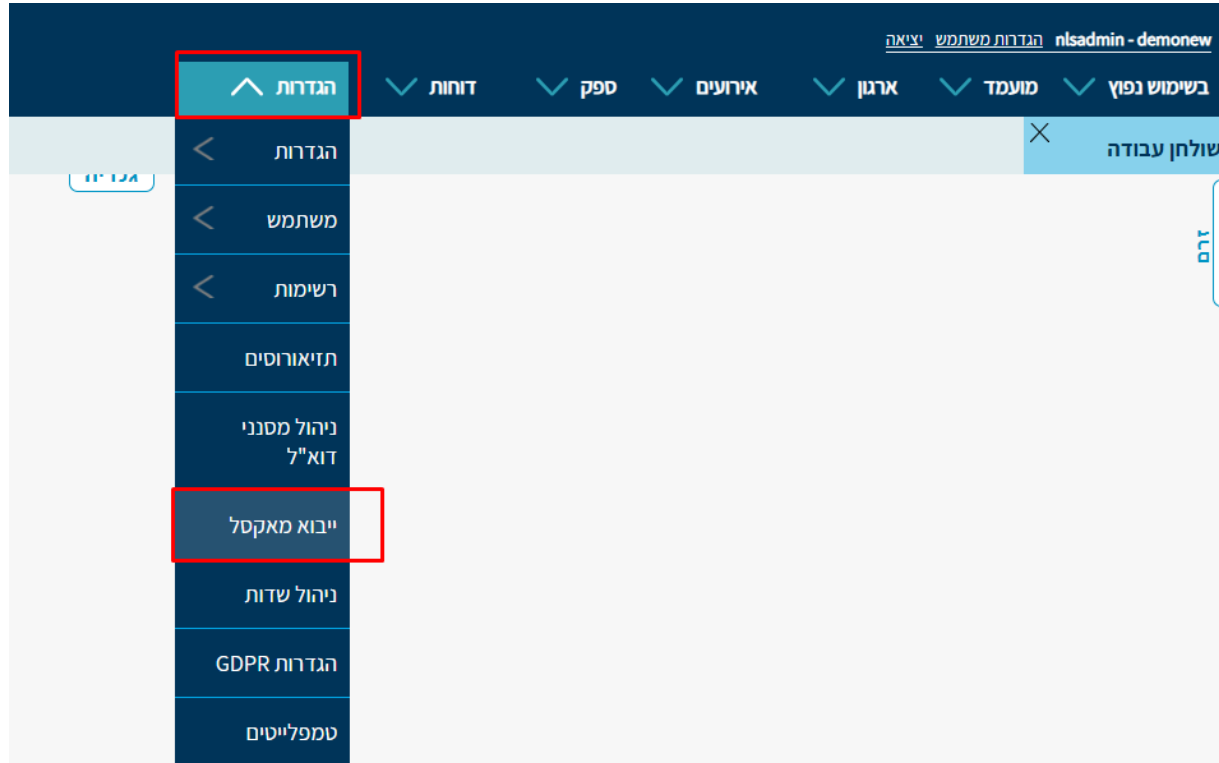 nlsadmin - demonew הגדרות משתמש יציאה
בשימוש נפוץ מועמד ארגון אירועים ספק דוחות הגדרות
שולחן עבודה
זרם
הגדרות
משתמש
רשימות
תזיאורוסים
ניהול מסנני
דוא"ל
ייבוא מאקסל
ניהול שדות
הגדרות GDPR
טמפלייטים